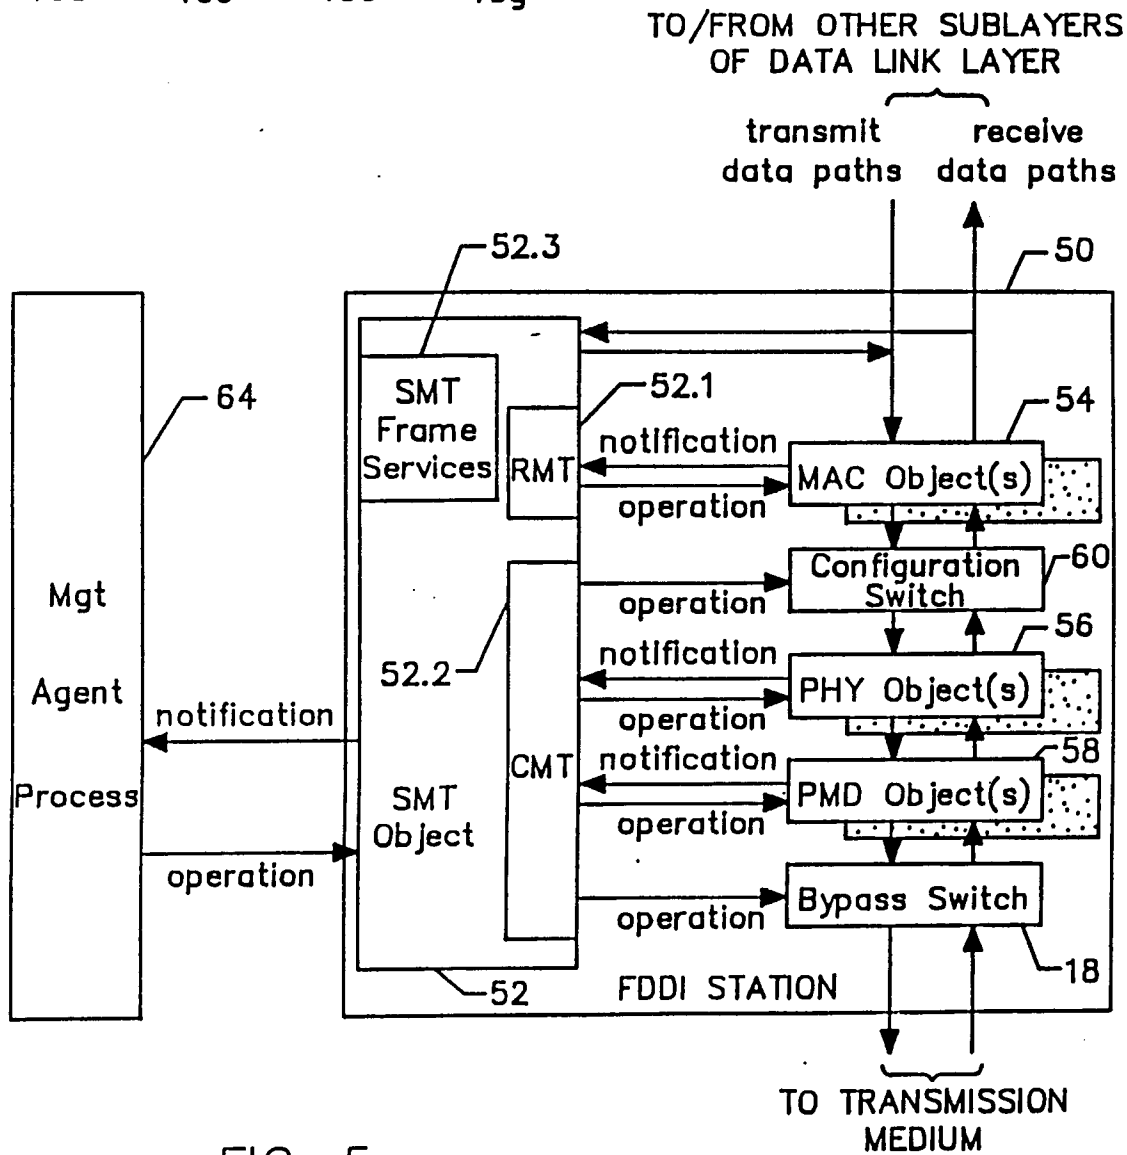 TO/FROM OTHER SUBLAYERS
OF DATA LINK LAYER
transmit receive
data paths data paths
52.3
50
64
SMT
Frame
Services
52.1
54
RMT
notification
operation
MAC Object(s)
60
Configuration
Switch
operation
Mgt
Agent
Process
52.2
56
notification
operation
PHY Object(s)
notification
operation
CMT
58
notification
operation
PMD Object(s)
SMT
Object
operation
Bypass Switch
18
52
FDDI STATION
TO TRANSMISSION
MEDIUM